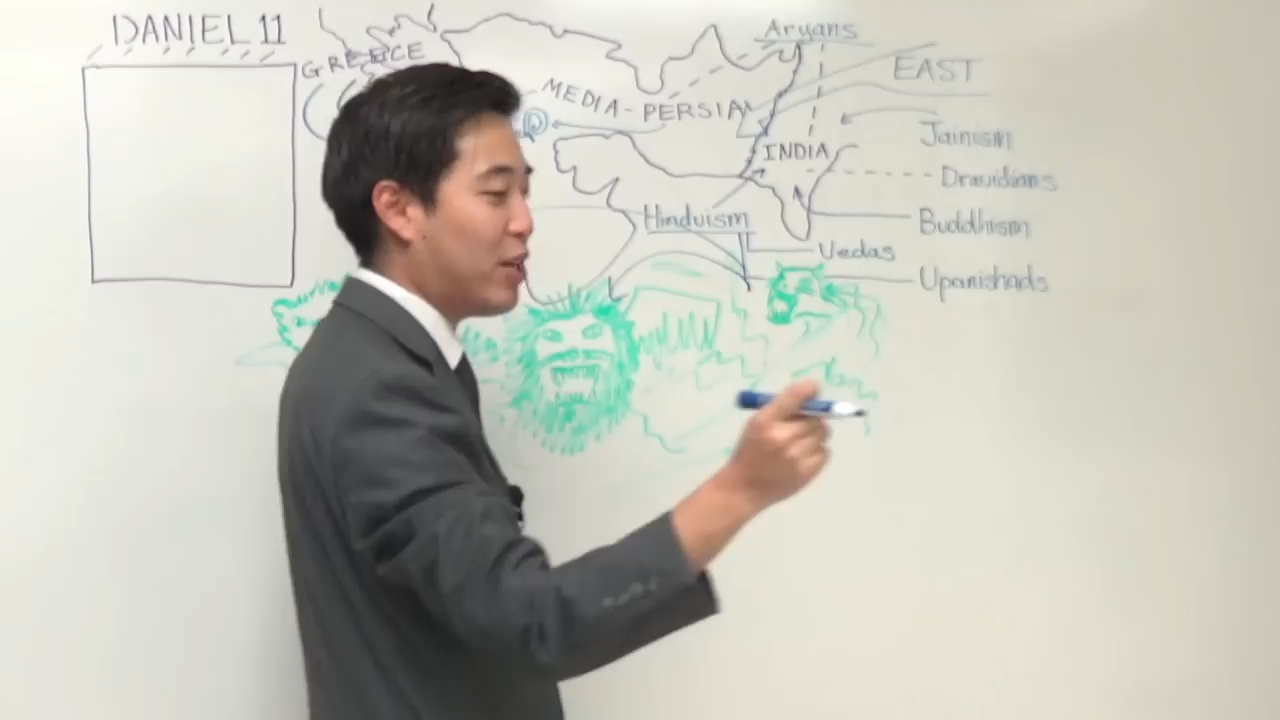 DANIEL 11
GREECE
MEDIA-PERSIA
Aryans
EAST
Jainism
INDIA
Dravidians
Hinduism
Buddhism
Vedas
Upanishads